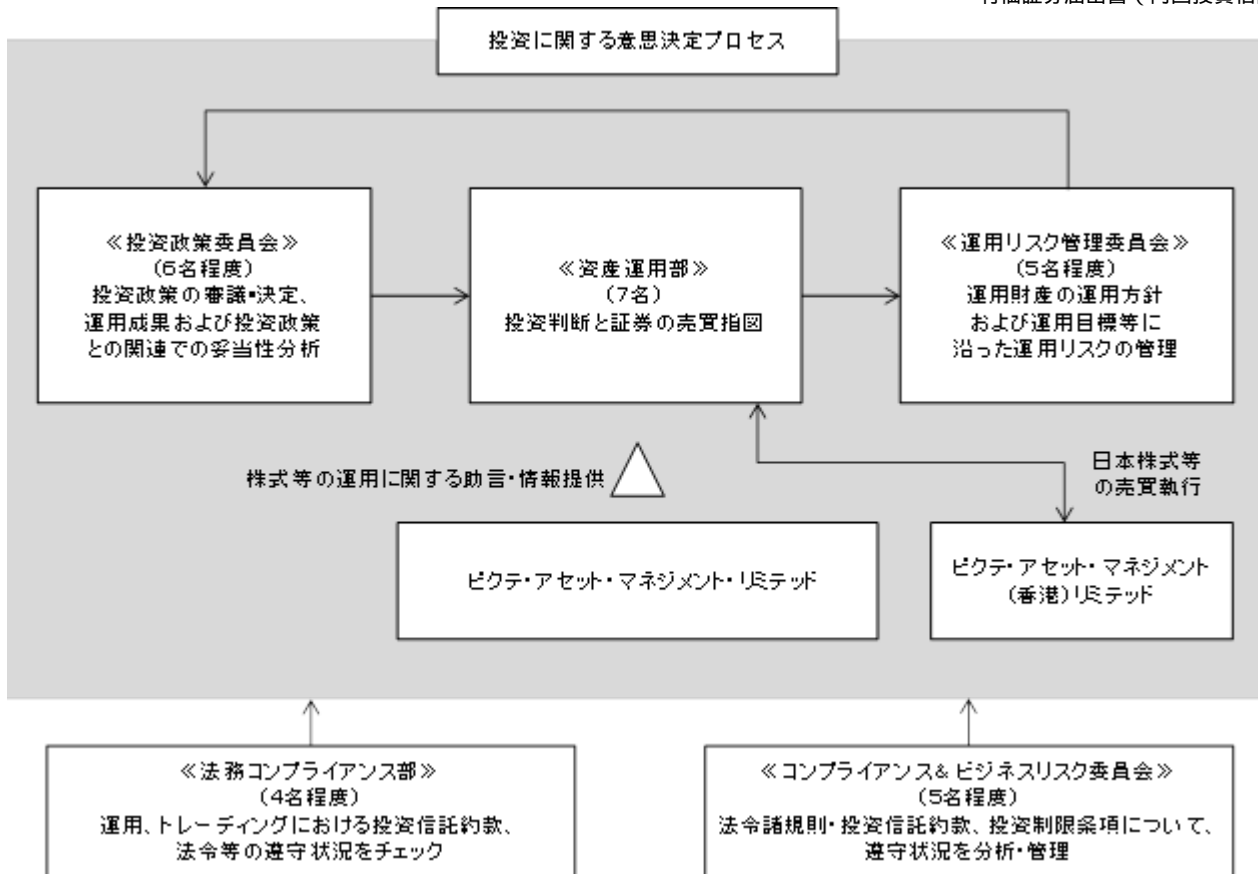 投資に関する意思決定プロセス
≪投資政策委員会≫
(6名程度)
投資政策の審議・決定、
運用成果および投資政策
との関連での妥当性分析
≪資産運用部≫
(7名)
投資判断と証券の売買指図
≪運用リスク管理委員会≫
(5名程度)
運用財産の運用方針
および運用目標等に
沿った運用リスクの管理
株式等の運用に関する助言・情報提供
日本株式等
の売買執行
ピクテ・アセット・マネジメント・リミテッド
ピクテ・アセット・マネジメント
(香港)リミテッド
≪法務コンプライアンス部≫
(4名程度)
運用、トレーディングにおける投資信託約款、
法令等の遵守状況をチェック
≪コンプライアンス&ビジネスリスク委員会≫
(5名程度)
法令諸規則・投資信託約款、投資制限条項について、
遵守状況を分析・管理